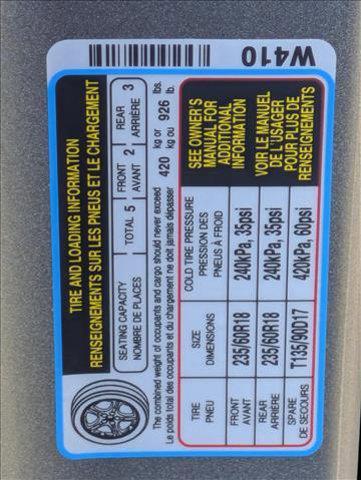 W410
TIRE AND LOADING INFORMATION
RENSEIGNEMENTS SUR LES PNEUS ET LE CHARGEMENT
SEATING CAPACITY
NOMBRE DE PLACES
TOTAL 5
FRONT 2
AVANT
REAR 3
ARRIÈRE
The combined weight of occupants and cargo should never exceed 420 kg or 926 lbs.
Le poids total des occupants et du chargement ne doit jamais dépasser kg ou lb.
TIRE
PNEU
SIZE
DIMENSIONS
COLD TIRE PRESSURE
PRESSION DES
PNEUS À FROID
FRONT
AVANT
235/60R18
240kPa, 35psi
REAR
ARRIÈRE
235/60R18
240kPa, 35psi
SPARE
DE SECOURS
T135/90D17
420kPa, 60psi
SEE OWNER'S
MANUAL FOR
ADDITIONAL
INFORMATION
VOIR LE MANUEL
DE L'USAGER
POUR PLUS DE
RENSEIGNEMENTS